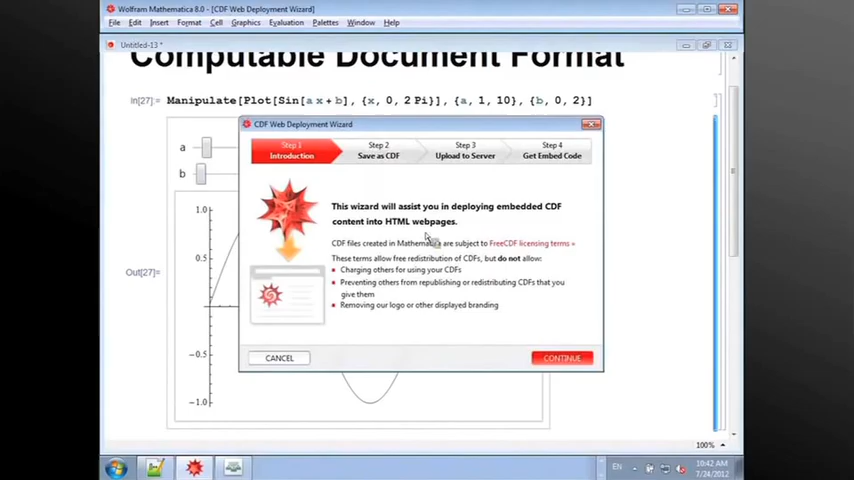 Wolfram Mathematica 8.0 - [CDF Web Deployment Wizard]
File Edit Insert Format Cell Graphics Evaluation Palettes Window Help
Untitled-13 *
Computable Document Format
In[27]:= Manipulate[Plot[Sin[a x + b], {x, 0, 2 Pi}], {a, 1, 10}, {b, 0, 2}]
CDF Web Deployment Wizard
Step 1 Step 2 Step 3 Step 4
Introduction Save as CDF Upload to Server Get Embed Code
a
b
This wizard will assist you in deploying embedded CDF
content into HTML webpages.
CDF files created in Mathematica are subject to FreeCDF licensing terms »
These terms allow free redistribution of CDFs, but do not allow:
Charging others for using your CDFs
Preventing others from republishing or redistributing CDFs that you
give them
Removing our logo or other displayed branding
1.0
0.5
Out[27]=
-0.5
-1.0
CANCEL CONTINUE
100%
EN 10:42 AM
7/24/2012